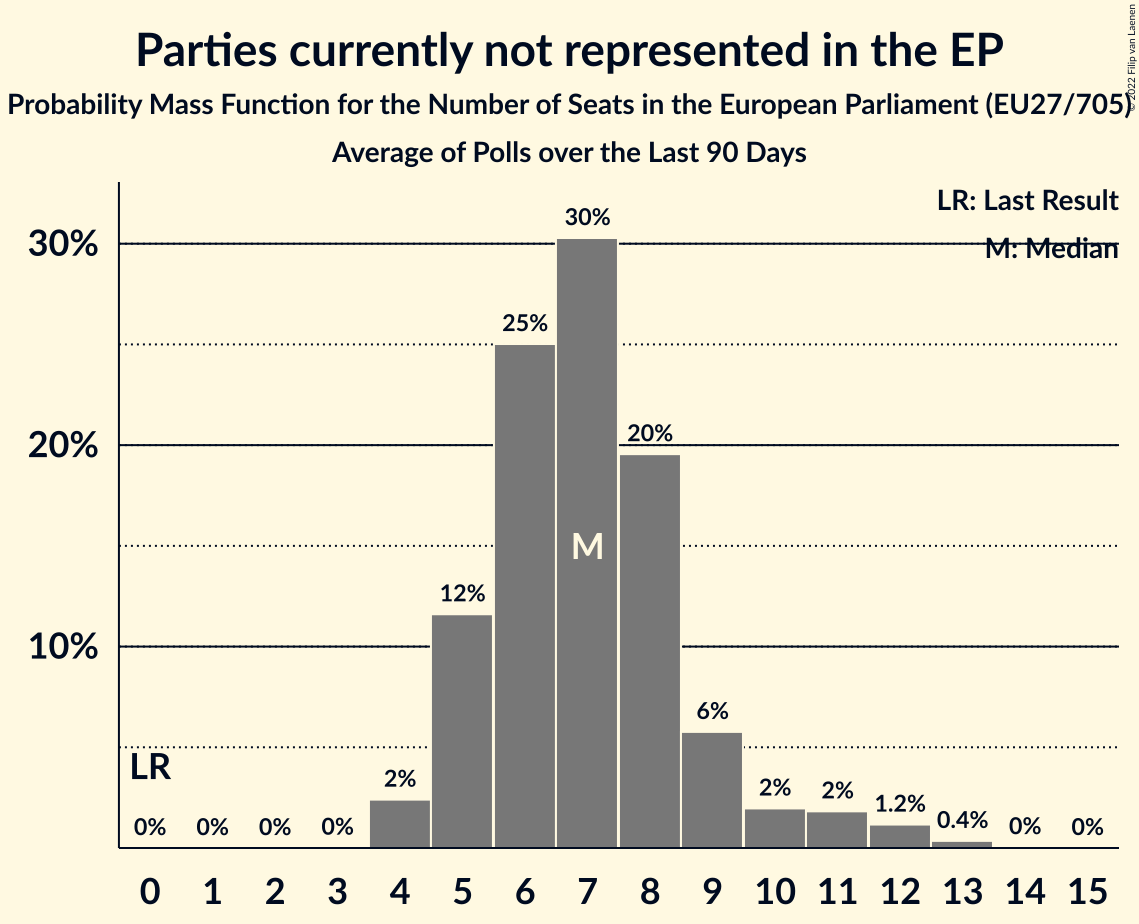 Parties currently not represented in the EP
Probability Mass Function for the Number of Seats in the European Parliament (EU27/705)
Average of Polls over the Last 90 Days
© 2022 Filip van Laenen
LR: Last Result
M: Median
30%
20%
10%
30%
25%
20%
M
12%
6%
LR
2%
2%
2%
1.2%
0.4%
0%
0%
0%
0%
0%
0%
0 1 2 3 4 5 6 7 8 9 10 11 12 13 14 15